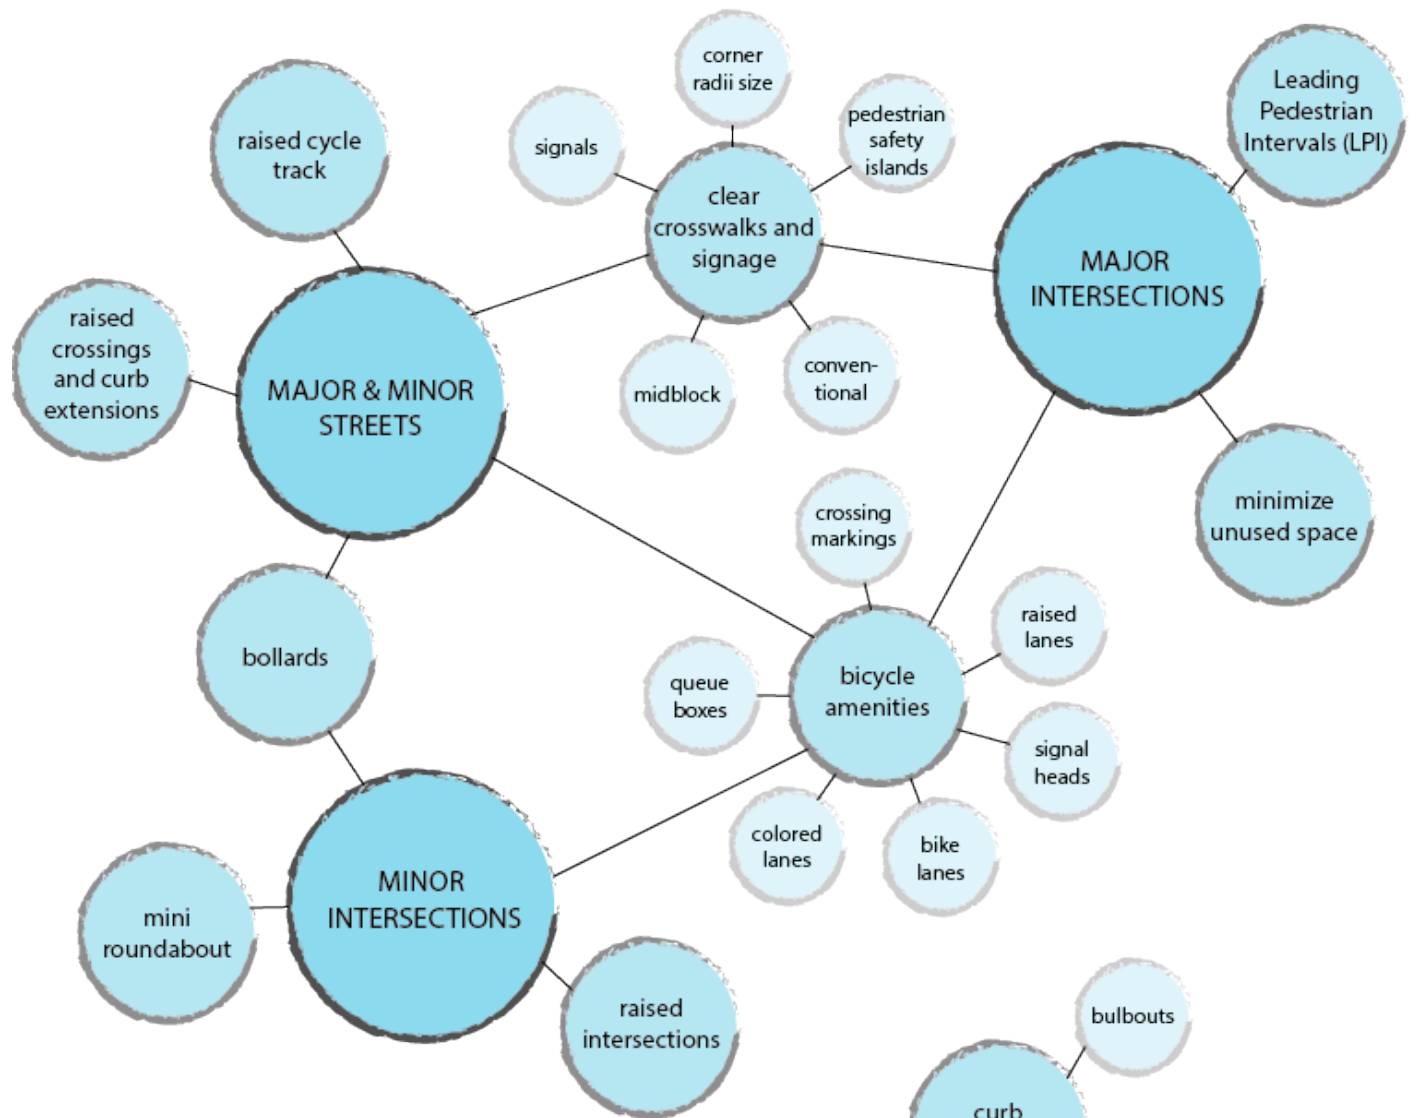 corner
radii size
Leading
Pedestrian
Intervals (LPI)
pedestrian
safety
islands
signals
raised cycle
track
clear
crosswalks and
signage
MAJOR
INTERSECTIONS
raised
crossings
and curb
extensions
MAJOR & MINOR
STREETS
midblock
conven-
tional
minimize
unused space
crossing
markings
raised
lanes
bollards
queue
boxes
bicycle
amenities
signal
heads
colored
lanes
bike
lanes
MINOR
INTERSECTIONS
mini
roundabout
raised
intersections
bulbouts
curb